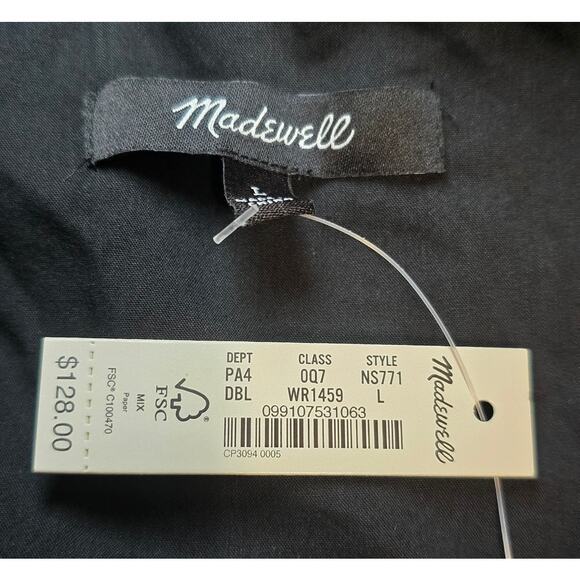 Madewell
L
DEPT CLASS STYLE
PA4 0Q7 NS771
DBL WR1459 L
099107531063
CP3094 0005
Madewell
FSC®
MIX
Paper
FSC® C100470
$128.00